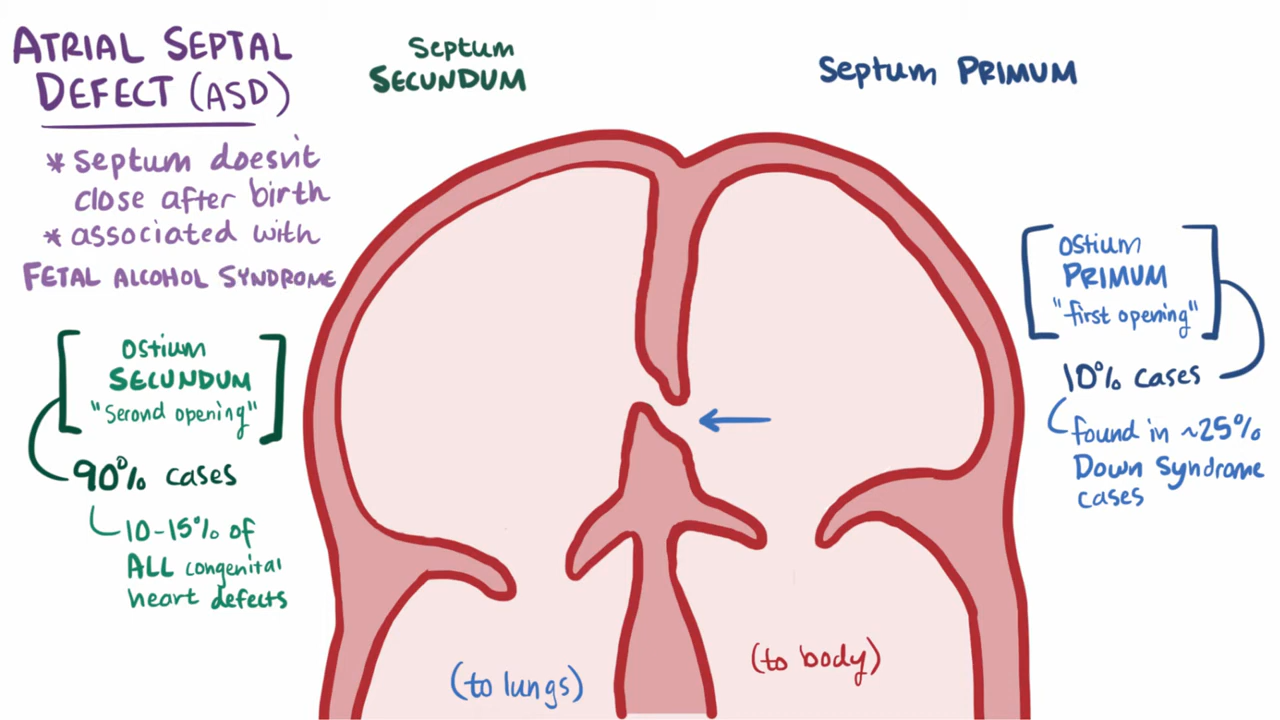 ATRIAL SEPTAL
DEFECT (ASD)
* septum doesn't
close after birth
* associated with
FETAL ALCOHOL SYNDROME
Septum
SECUNDUM
Septum PRIMUM
Ostium
SECUNDUM
"Second opening"
90% cases
10-15% of
ALL congenital
heart defects
Ostium
PRIMUM
"first opening"
10% cases
found in ~25%
Down Syndrome
cases
(to lungs)
(to body)